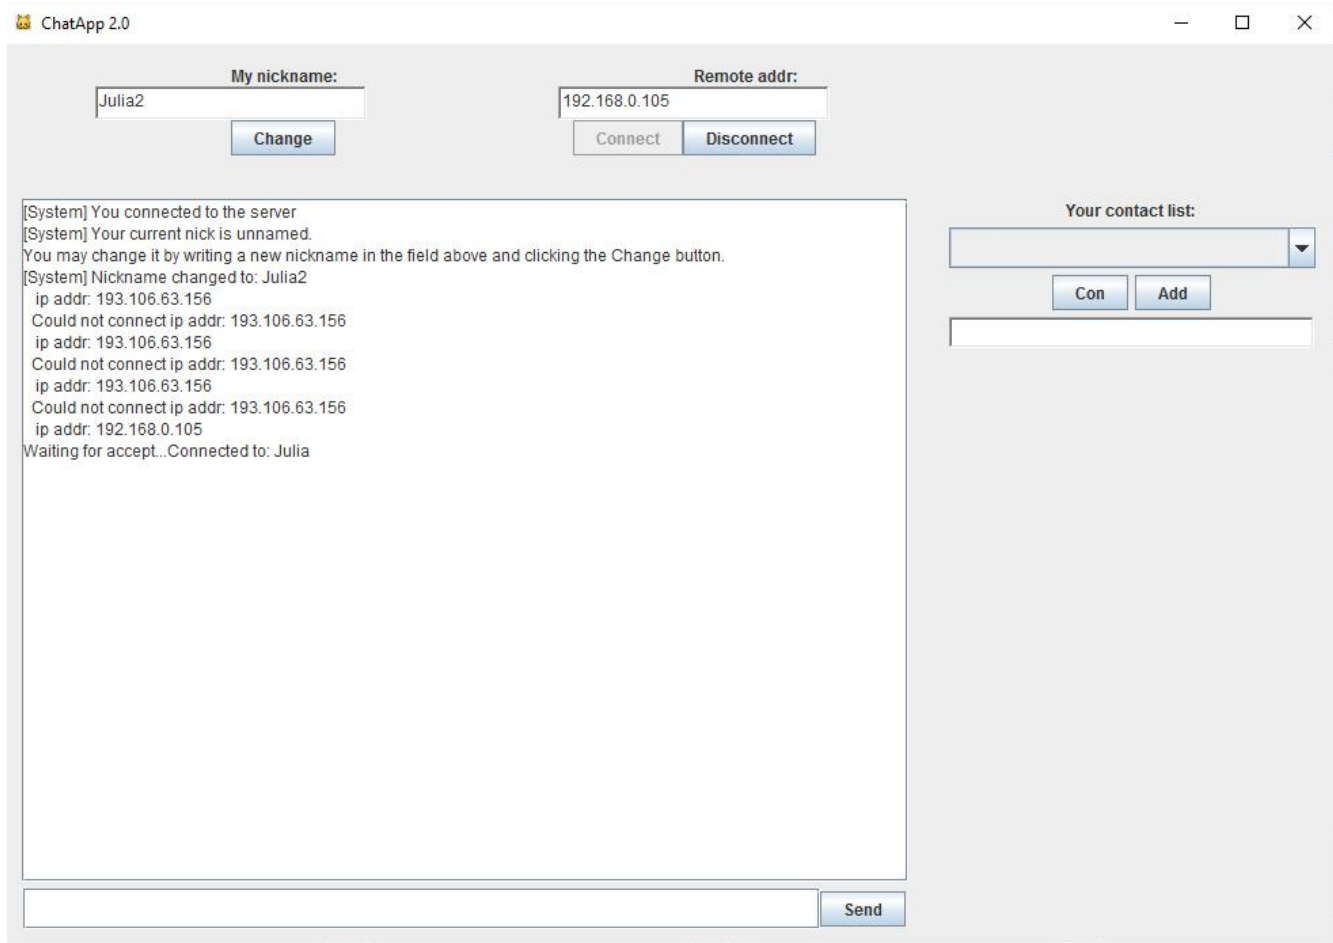 ChatApp 2.0
My nickname:
Remote addr:
Julia2
192.168.0.105
Change
Connect
Disconnect
[System] You connected to the server
[System] Your current nick is unnamed.
You may change it by writing a new nickname in the field above and clicking the Change button.
[System] Nickname changed to: Julia2
ip addr: 193.106.63.156
Could not connect ip addr: 193.106.63.156
ip addr: 193.106.63.156
Could not connect ip addr: 193.106.63.156
ip addr: 193.106.63.156
Could not connect ip addr: 193.106.63.156
ip addr: 192.168.0.105
Waiting for accept...Connected to: Julia
Your contact list:
Con
Add
Send